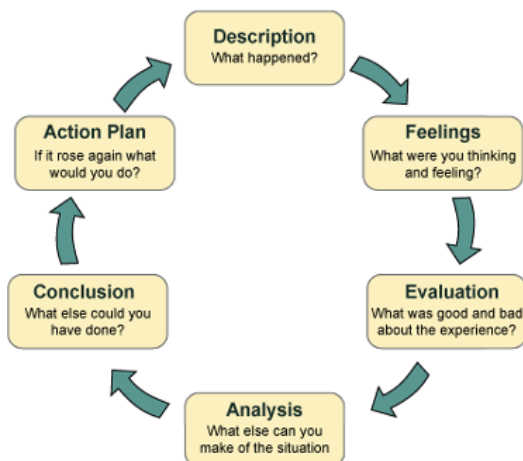 Description
What happened?
Feelings
What were you thinking
and feeling?
Evaluation
What was good and bad
about the experience?
Analysis
What else can you
make of the situation
Conclusion
What else could you
have done?
Action Plan
If it rose again what
would you do?